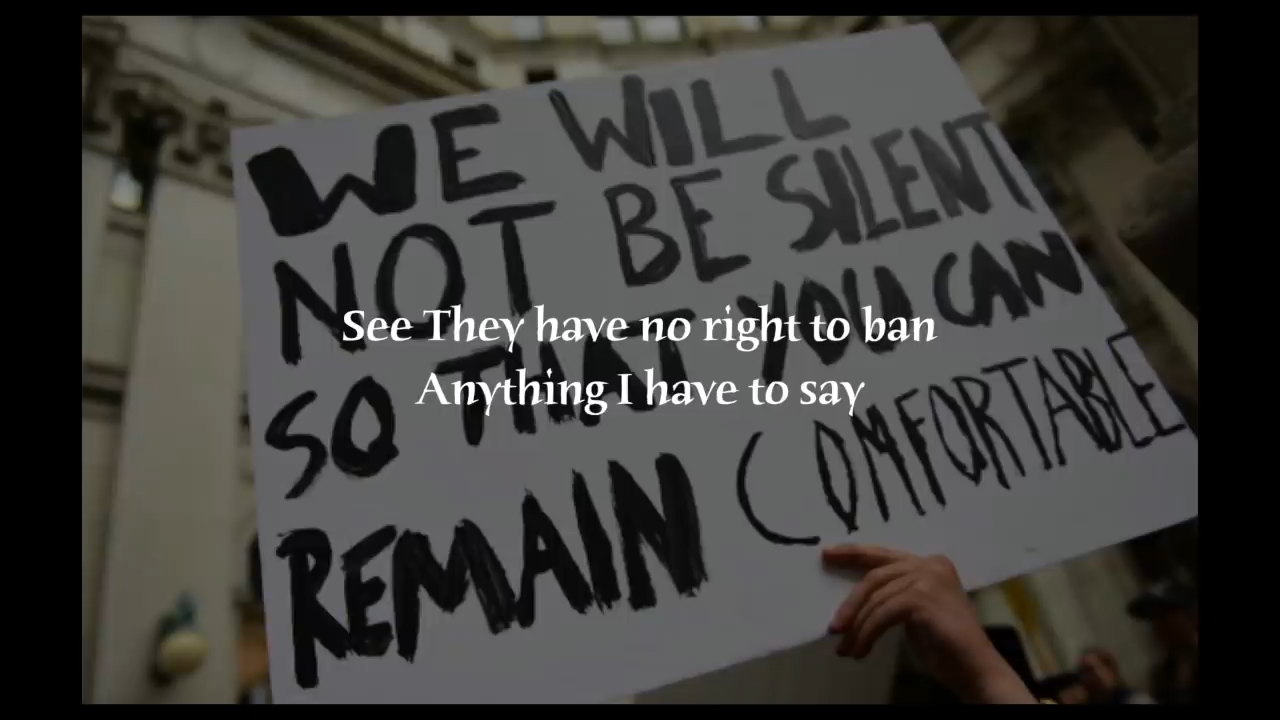 WE WILL
NOT BE SILENT
SO THAT YOU CAN
REMAIN COMFORTABLE
See They have no right to ban
Anything I have to say